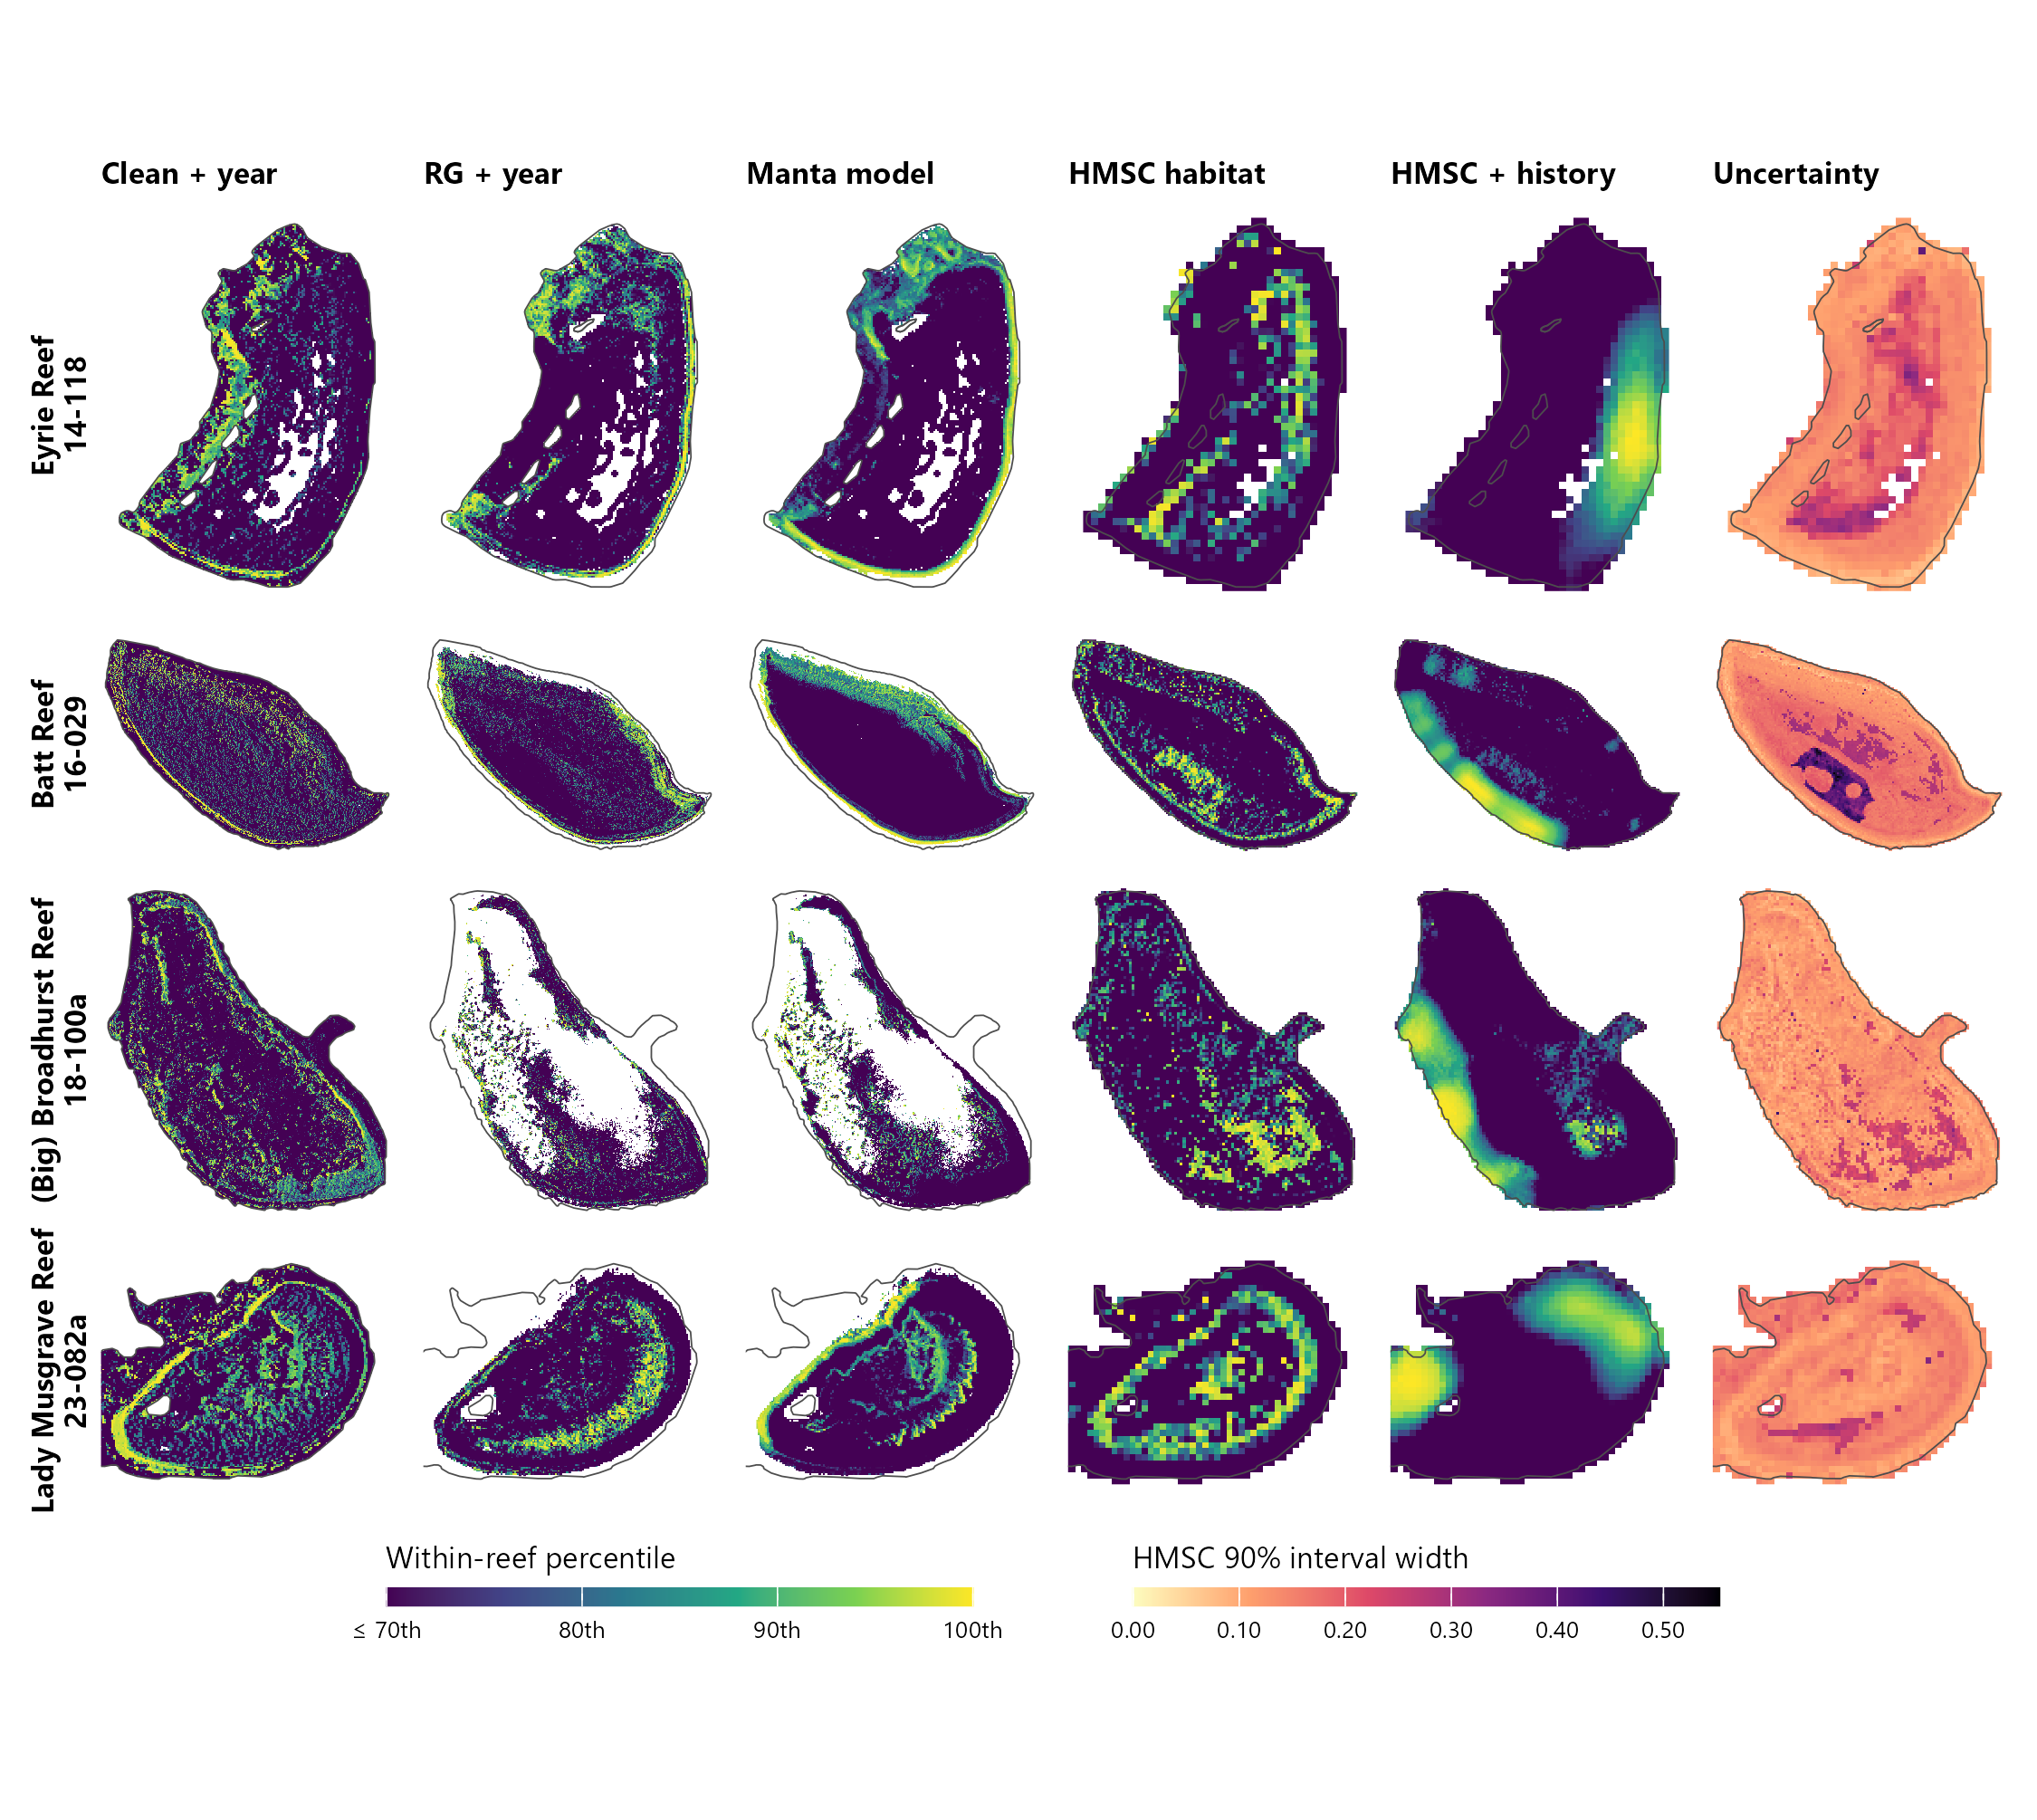 Clean + year
RG + year
Manta model
HMSC habitat
HMSC + history
Uncertainty
Eyrie Reef
14-118
Batt Reef
16-029
(Big) Broadhurst Reef
18-100a
Lady Musgrave Reef
23-082a
Within-reef percentile
≤ 70th
80th
90th
100th
HMSC 90% interval width
0.00
0.10
0.20
0.30
0.40
0.50